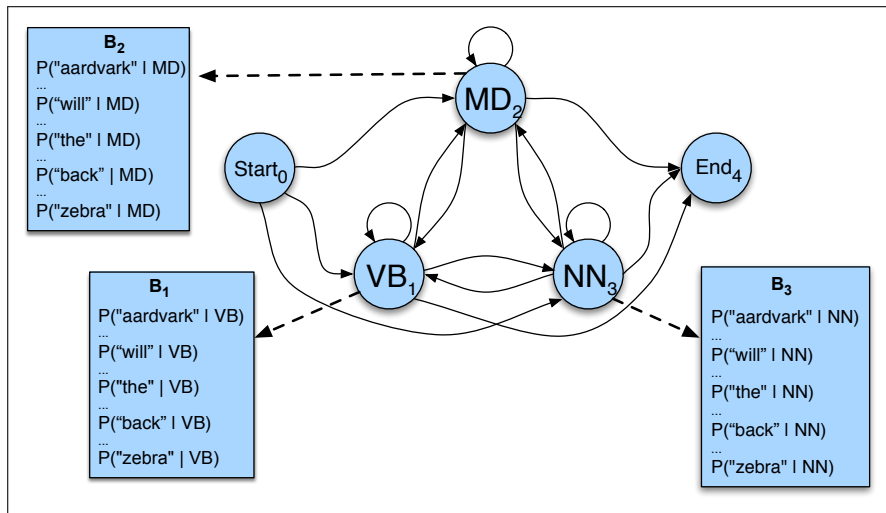 B2
P("aardvark" | MD)
...
P(“will” | MD)
...
P("the" | MD)
...
P(“back” | MD)
...
P("zebra" | MD)
MD2
Start0
End4
VB1
NN3
B1
P("aardvark" | VB)
...
P(“will” | VB)
...
P("the" | VB)
...
P(“back” | VB)
...
P("zebra" | VB)
B3
P("aardvark" | NN)
...
P(“will” | NN)
...
P("the" | NN)
...
P(“back” | NN)
...
P("zebra" | NN)